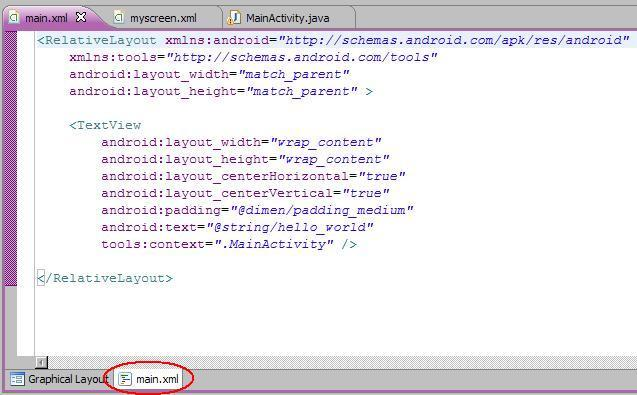 main.xml myscreen.xml MainActivity.java
<RelativeLayout xmlns:android="http://schemas.android.com/apk/res/android"
    xmlns:tools="http://schemas.android.com/tools"
    android:layout_width="match_parent"
    android:layout_height="match_parent" >

    <TextView
        android:layout_width="wrap_content"
        android:layout_height="wrap_content"
        android:layout_centerHorizontal="true"
        android:layout_centerVertical="true"
        android:padding="@dimen/padding_medium"
        android:text="@string/hello_world"
        tools:context=".MainActivity" />

</RelativeLayout>
Graphical Layout main.xml